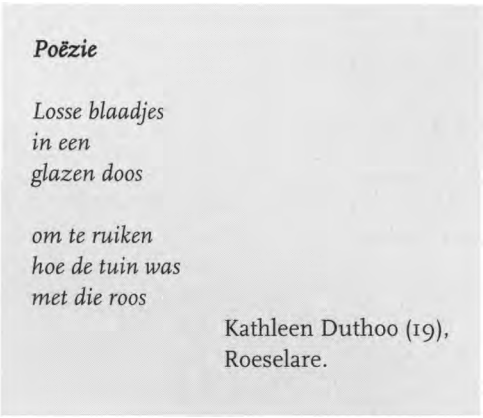 Poëzie
Losse blaadjes
in een
glazen doos
om te ruiken
hoe de tuin was
met die roos
Kathleen Duthoo (19),
Roeselare.